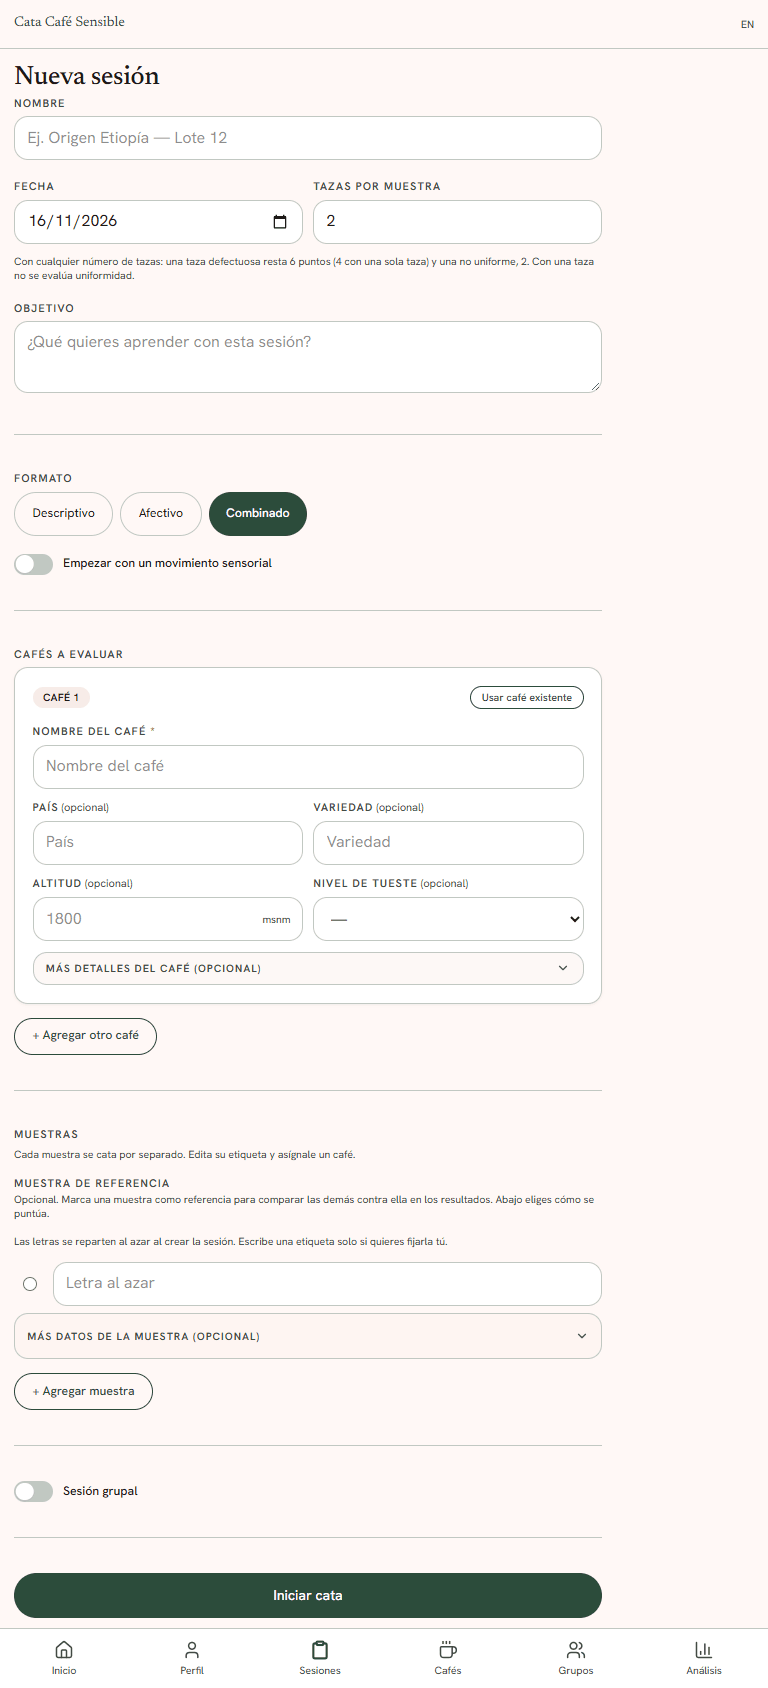 Cata Café Sensible
EN
Nueva sesión
NOMBRE
Ej. Origen Etiopía — Lote 12
FECHA
TAZAS POR MUESTRA
16/11/2026
2
Con cualquier número de tazas: una taza defectuosa resta 6 puntos (4 con una sola taza) y una no uniforme, 2. Con una taza
no se evalúa uniformidad.
OBJETIVO
¿Qué quieres aprender con esta sesión?
FORMATO
Descriptivo
Afectivo
Combinado
Empezar con un movimiento sensorial
CAFÉS A EVALUAR
CAFÉ 1
Usar café existente
NOMBRE DEL CAFÉ *
Nombre del café
PAÍS (opcional)
VARIEDAD (opcional)
País
Variedad
ALTITUD (opcional)
NIVEL DE TUESTE (opcional)
1800
msnm
—
MÁS DETALLES DEL CAFÉ (OPCIONAL)
+ Agregar otro café
MUESTRAS
Cada muestra se cata por separado. Edita su etiqueta y asígnale un café.
MUESTRA DE REFERENCIA
Opcional. Marca una muestra como referencia para comparar las demás contra ella en los resultados. Abajo eliges cómo se
puntúa.
Las letras se reparten al azar al crear la sesión. Escribe una etiqueta solo si quieres fijarla tú.
Letra al azar
MÁS DATOS DE LA MUESTRA (OPCIONAL)
+ Agregar muestra
Sesión grupal
Iniciar cata
Inicio
Perfil
Sesiones
Cafés
Grupos
Análisis